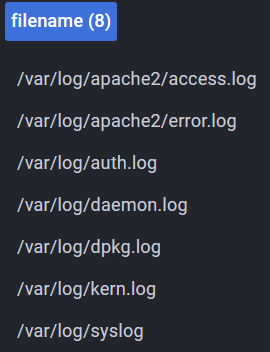 filename (8)
/var/log/apache2/access.log
/var/log/apache2/error.log
/var/log/auth.log
/var/log/daemon.log
/var/log/dpkg.log
/var/log/kern.log
/var/log/syslog